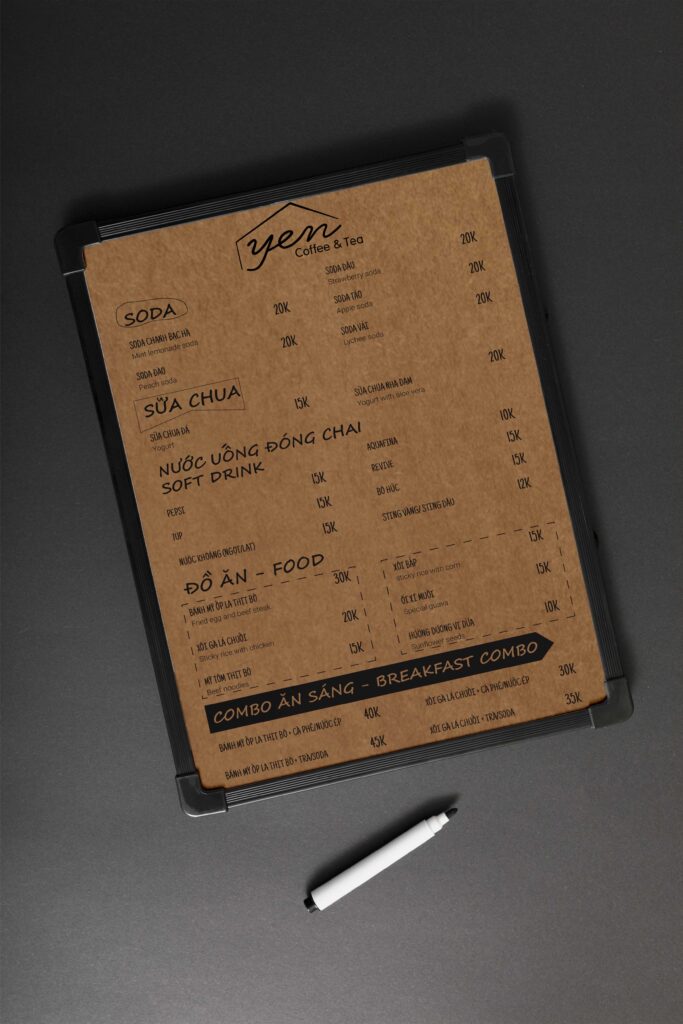 yen
Coffee & Tea
SODA
SODA CHANH BẠC HÀ 20K
Mint lemonade soda
SODA ĐÀO 20K
Peach soda
SODA DÂU 20K
Strawberry soda
SODA TÁO 20K
Apple soda
SODA VẢI 20K
Lychee soda
SỮA CHUA
SỮA CHUA ĐÁ 15K
Yogurt
SỮA CHUA NHA ĐAM 20K
Yogurt with aloe vera
NƯỚC UỐNG ĐÓNG CHAI
SOFT DRINK
PEPSI 15K
7UP 15K
NƯỚC KHOÁNG (NGỌT/LẠT) 15K
AQUAFINA 10K
REVIVE 15K
BÒ HÚC 15K
STING VÀNG/ STING DÂU 12K
ĐỒ ĂN - FOOD
BÁNH MỲ ỐP LA THỊT BÒ 30K
Fried egg and beef steak
XÔI GÀ LÁ CHUỐI 20K
Sticky rice with chicken
MỲ TÔM THỊT BÒ 15K
Beef noodles
XÔI BẮP 15K
Sticky rice with corn
ỔI XÍ MUỘI 15K
Special guava
HƯỚNG DƯƠNG VỊ DỪA 10K
Sunflower seeds
COMBO ĂN SÁNG - BREAKFAST COMBO
BÁNH MỲ ỐP LA THỊT BÒ + CÀ PHÊ/NƯỚC ÉP 40K
BÁNH MỲ ỐP LA THỊT BÒ + TRÀ/SODA 45K
XÔI GÀ LÁ CHUỐI + CÀ PHÊ/NƯỚC ÉP 30K
XÔI GÀ LÁ CHUỐI + TRÀ/SODA 35K